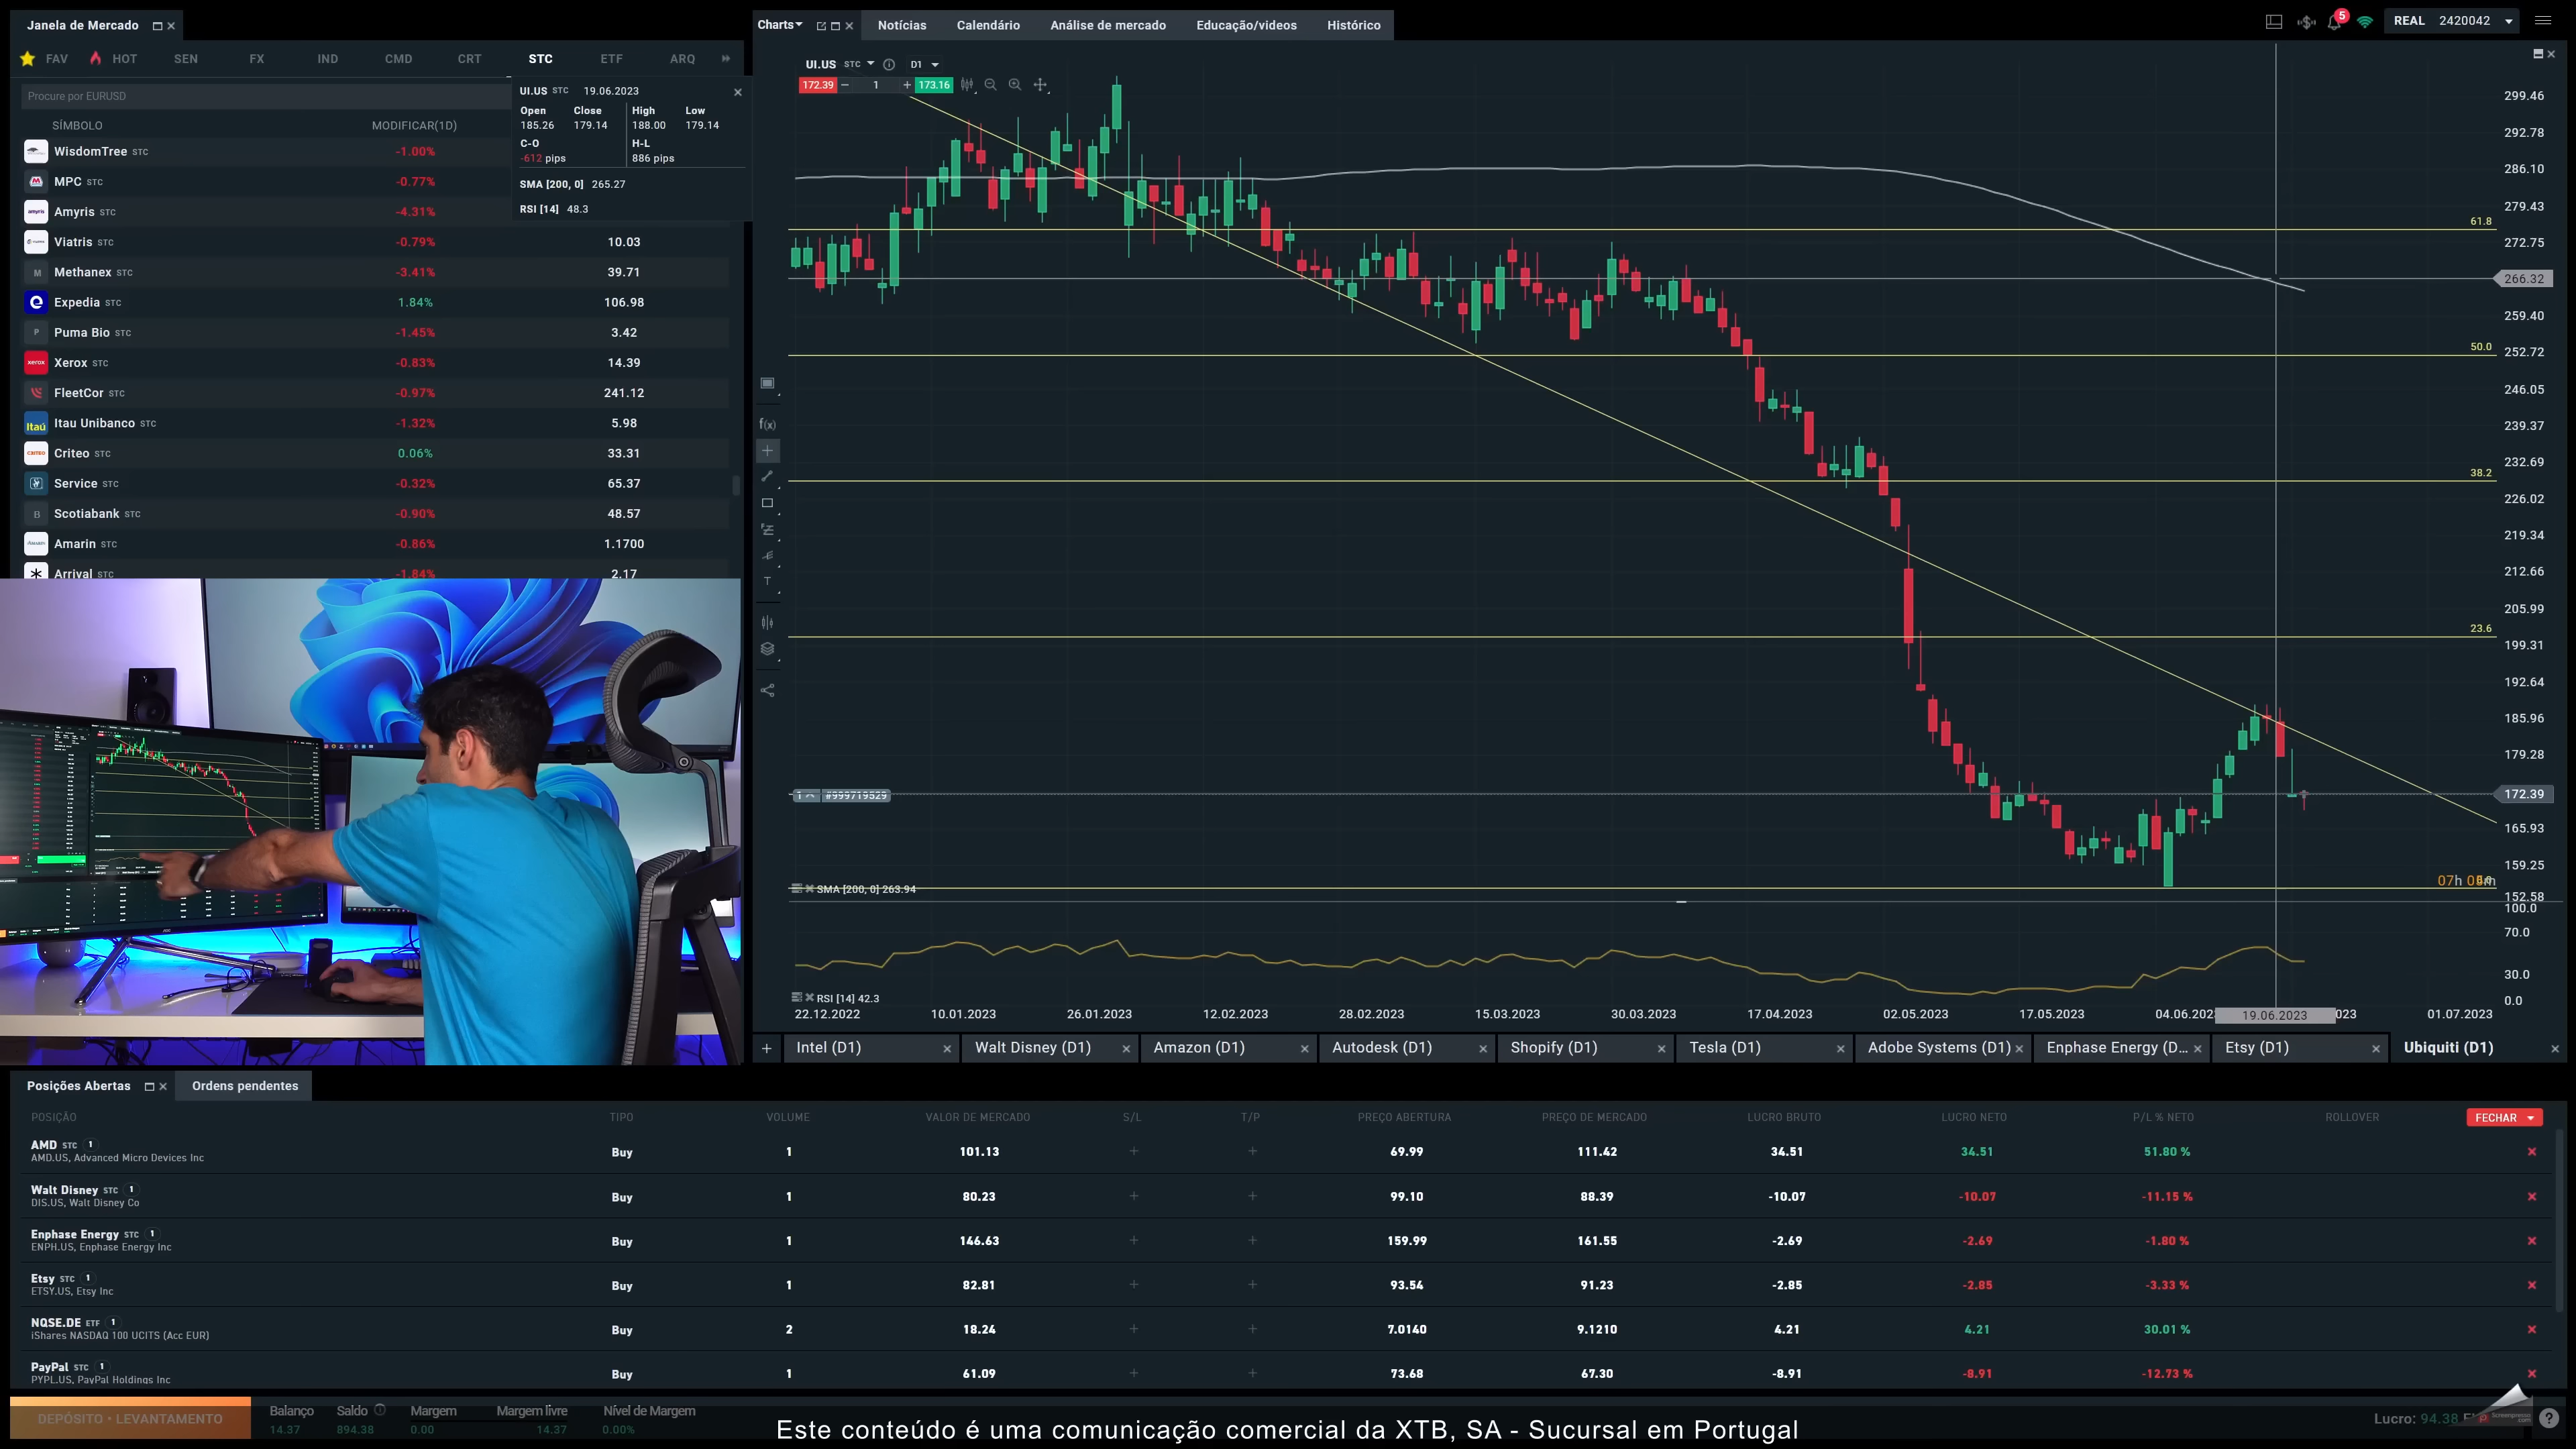 Janela de Mercado
FAV HOT SEN FX IND CMD CRT STC ETF ARQ
Procure por EURUSD
SÍMBOLO MODIFICAR(1D)
WisdomTree STC -1.00%
MPC STC -0.77%
Amyris STC -4.31%
Viatris STC -0.79% 10.03
M Methanex STC -3.41% 39.71
Expedia STC 1.84% 106.98
P Puma Bio STC -1.45% 3.42
xerox Xerox STC -0.83% 14.39
FleetCor STC -0.97% 241.12
Itaú Itau Unibanco STC -1.32% 5.98
CRITEO Criteo STC 0.06% 33.31
Service STC -0.32% 65.37
B Scotiabank STC -0.90% 48.57
Amarin STC -0.86% 1.1700
Arrival STC -1.84% 2.17
UI.US STC 19.06.2023
Open Close High Low
185.26 179.14 188.00 179.14
C-O H-L
-612 pips 886 pips
SMA [200, 0] 265.27
RSI [14] 48.3
Charts Notícias Calendário Análise de mercado Educação/videos Histórico
5 REAL 2420042
UI.US STC D1
172.39 1 173.16
f(x)
T
299.46
292.78
286.10
279.43
272.75
266.32
259.40
252.72
246.05
239.37
232.69
226.02
219.34
212.66
205.99
199.31
192.64
185.96
179.28
172.39
165.93
159.25
152.58
61.8
50.0
38.2
23.6
1 #999719529
SMA [200, 0] 263.94
100.0
70.0
30.0
0.0
RSI [14] 42.3
22.12.2022 10.01.2023 26.01.2023 12.02.2023 28.02.2023 15.03.2023 30.03.2023 17.04.2023 02.05.2023 17.05.2023 04.06.202 19.06.2023 023 01.07.2023
+ Intel (D1) Walt Disney (D1) Amazon (D1) Autodesk (D1) Shopify (D1) Tesla (D1) Adobe Systems (D1) Enphase Energy (D... Etsy (D1) Ubiquiti (D1)
Posições Abertas Ordens pendentes
POSIÇÃO TIPO VOLUME VALOR DE MERCADO S/L T/P PREÇO ABERTURA PREÇO DE MERCADO LUCRO BRUTO LUCRO NETO P/L % NETO ROLLOVER FECHAR
AMD STC 1 Buy 1 101.13 + + 69.99 111.42 34.51 34.51 51.80 %
AMD.US, Advanced Micro Devices Inc
Walt Disney STC 1 Buy 1 80.23 + + 99.10 88.39 -10.07 -10.07 -11.15 %
DIS.US, Walt Disney Co
Enphase Energy STC 1 Buy 1 146.63 + + 159.99 161.55 -2.69 -2.69 -1.80 %
ENPH.US, Enphase Energy Inc
Etsy STC 1 Buy 1 82.81 + + 93.54 91.23 -2.85 -2.85 -3.33 %
ETSY.US, Etsy Inc
NQSE.DE ETF 1 Buy 2 18.24 + + 7.0140 9.1210 4.21 4.21 30.01 %
iShares NASDAQ 100 UCITS (Acc EUR)
PayPal STC 1 Buy 1 61.09 + + 73.68 67.30 -8.91 -8.91 -12.73 %
PYPL.US, PayPal Holdings Inc
DEPÓSITO • LEVANTAMENTO
Balanço Saldo Margem Margem livre Nível de Margem
14.37 894.38 0.00 14.37 0.00%
Lucro: 94.38
Este conteúdo é uma comunicação comercial da XTB, SA - Sucursal em Portugal